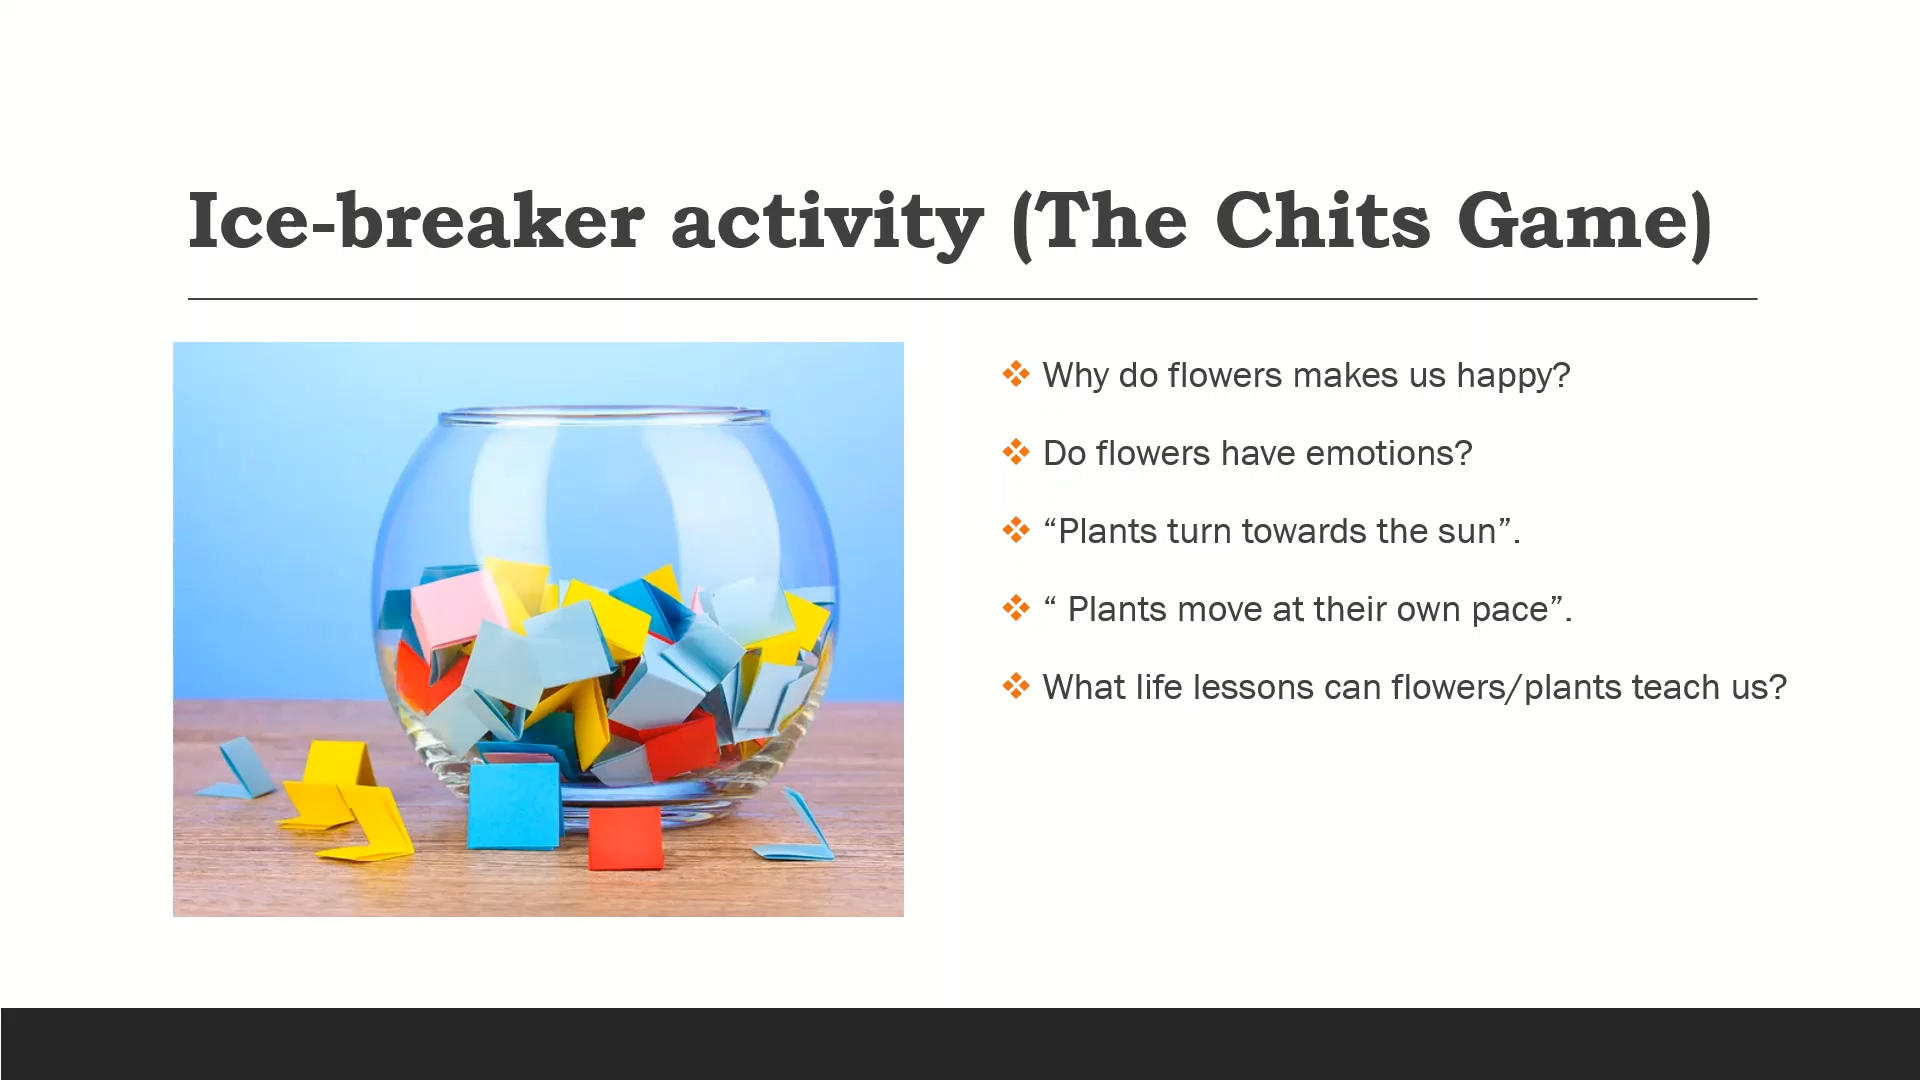 Ice-breaker activity (The Chits Game)
Why do flowers makes us happy?
Do flowers have emotions?
“Plants turn towards the sun”.
“ Plants move at their own pace”.
What life lessons can flowers/plants teach us?